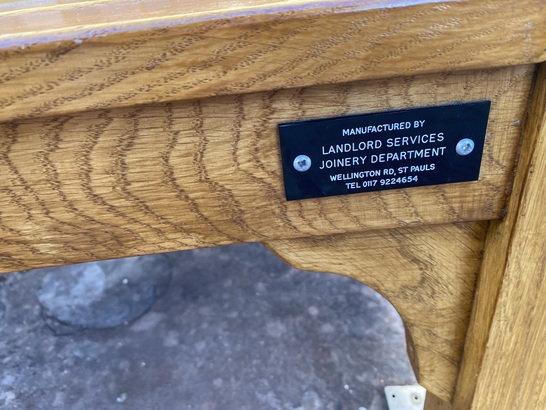 MANUFACTURED BY
LANDLORD SERVICES
JOINERY DEPARTMENT
WELLINGTON RD, ST PAULS
TEL 0117 9224654